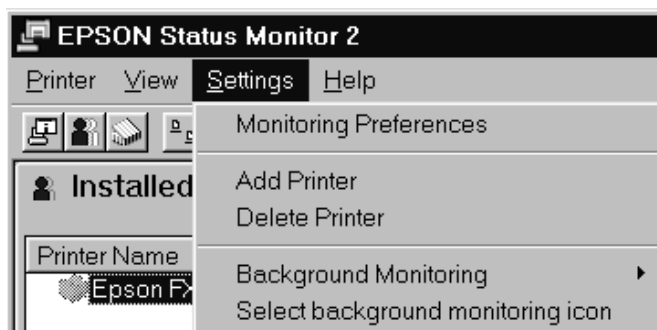 EPSON Status Monitor 2
Printer View Settings Help
Monitoring Preferences
Installed
Add Printer
Delete Printer
Printer Name
Epson FX
Background Monitoring
Select background monitoring icon